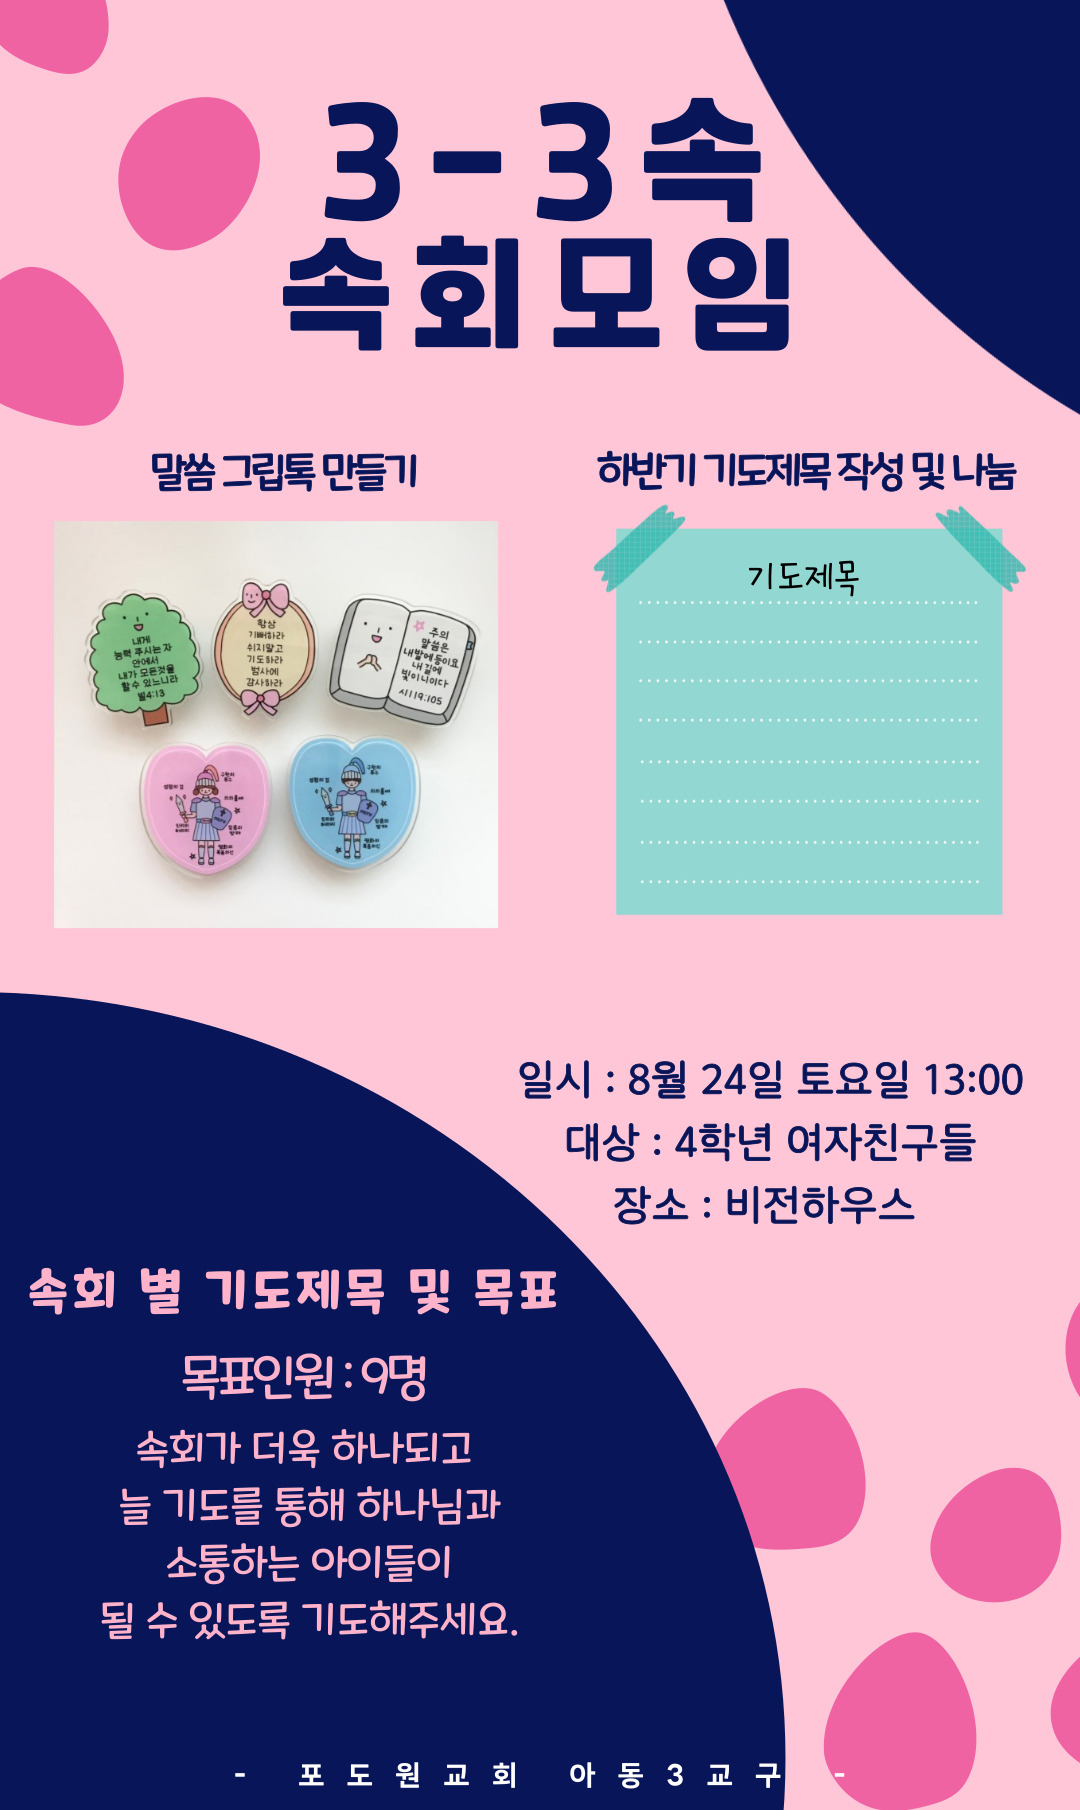 3-3속
속회모임
말씀 그립톡 만들기
하반기 기도제목 작성 및 나눔
내게
능력 주시는 자
안에서
내가 모든것을
할 수 있느니라
빌4:13
항상
기뻐하라
쉬지말고
기도하라
범사에
감사하라
주의
말씀은
내 발에 등이요
내 길에
빛이니이다
시119:105
기도제목
일시 : 8월 24일 토요일 13:00
대상 : 4학년 여자친구들
장소 : 비전하우스
속회 별 기도제목 및 목표
목표인원 : 9명
속회가 더욱 하나되고
늘 기도를 통해 하나님과
소통하는 아이들이
될 수 있도록 기도해주세요.
- 포도원교회 아동3교구 -